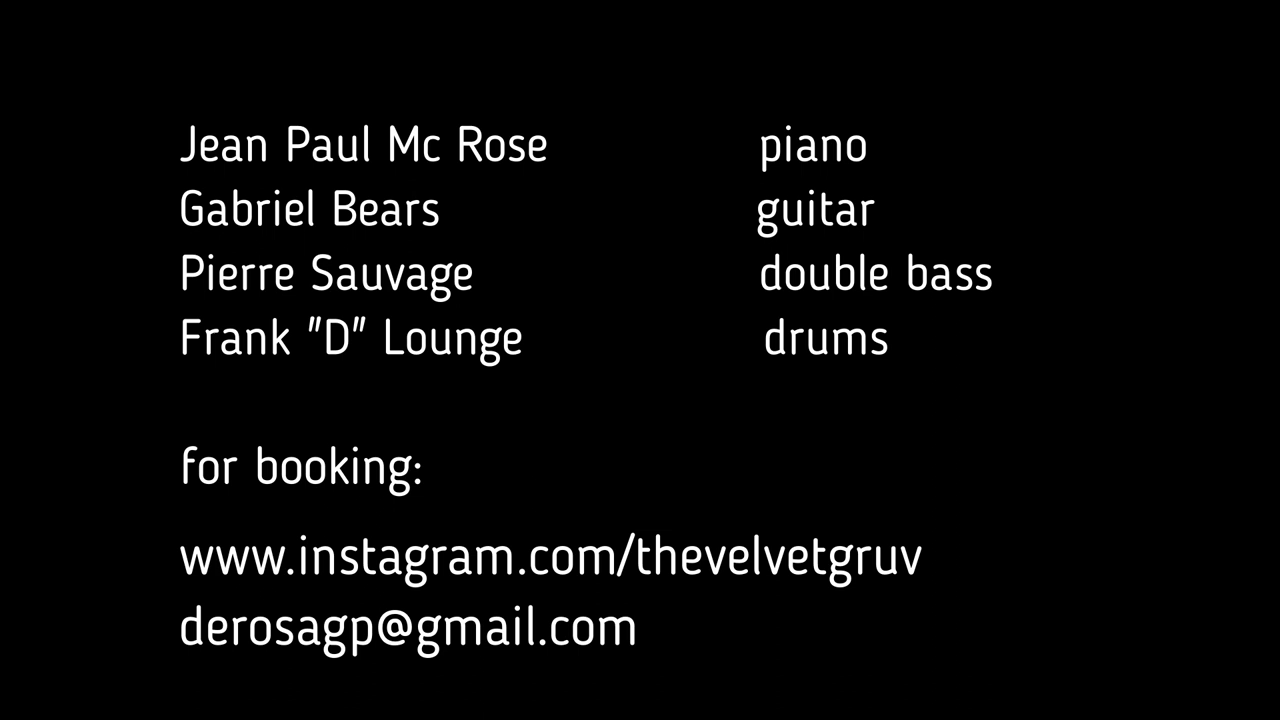 Jean Paul Mc Rose piano
Gabriel Bears guitar
Pierre Sauvage double bass
Frank "D" Lounge drums
for booking:
www.instagram.com/thevelvetgruv
derosagp@gmail.com